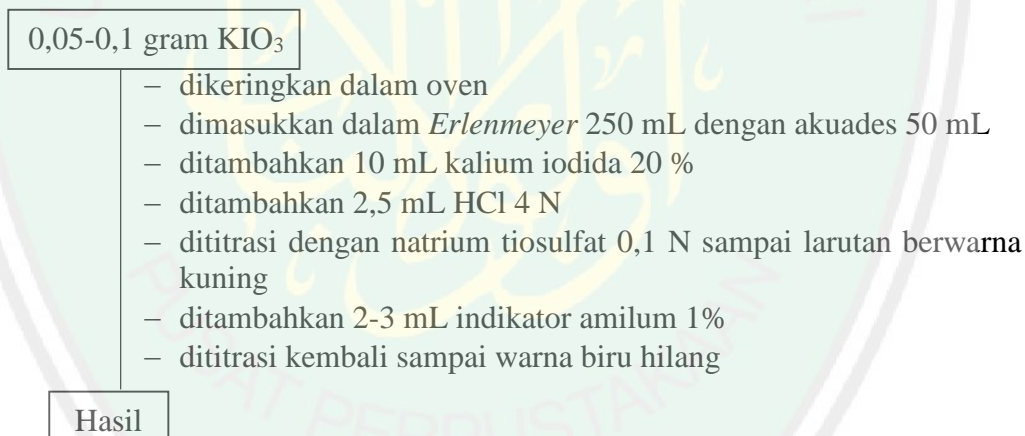 0,05-0,1 gram KIO₃
– dikeringkan dalam oven
– dimasukkan dalam Erlenmeyer 250 mL dengan akuades 50 mL
– ditambahkan 10 mL kalium iodida 20 %
– ditambahkan 2,5 mL HCl 4 N
– dititrasi dengan natrium tiosulfat 0,1 N sampai larutan berwarna
kuning
– ditambahkan 2-3 mL indikator amilum 1%
– dititrasi kembali sampai warna biru hilang
Hasil
PUSAT PERPUSTAKAAN